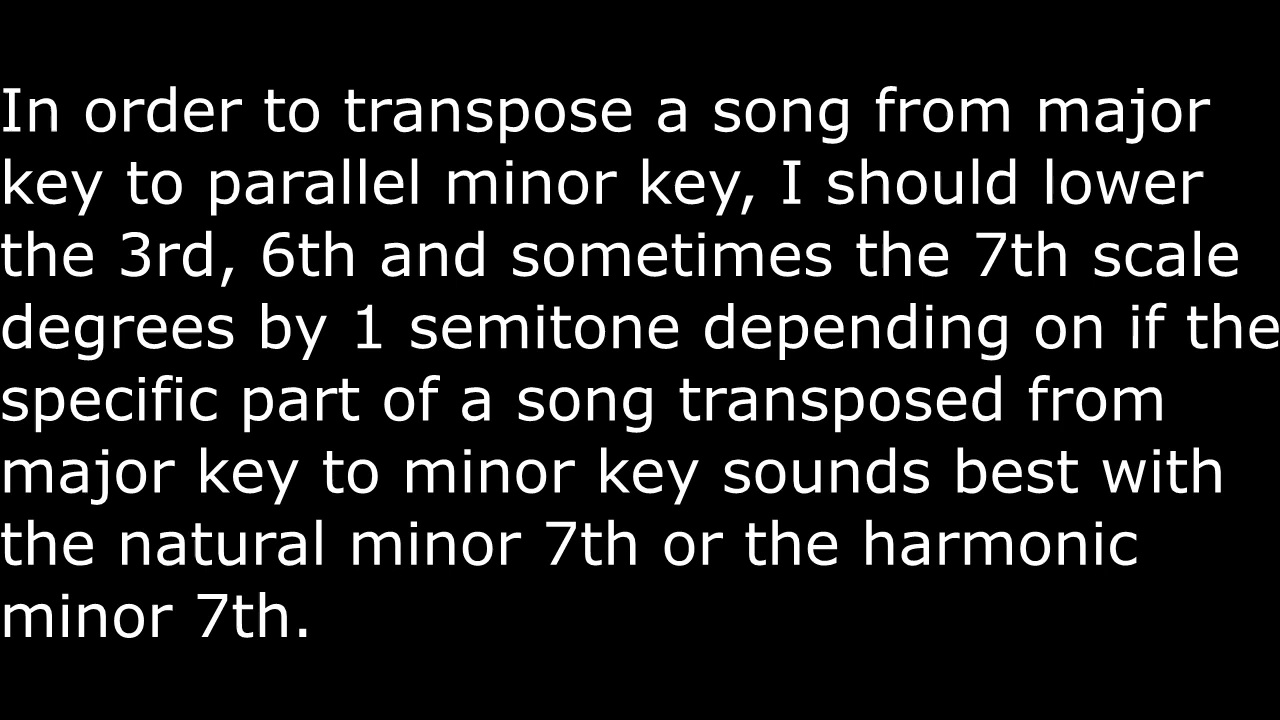 In order to transpose a song from major
key to parallel minor key, I should lower
the 3rd, 6th and sometimes the 7th scale
degrees by 1 semitone depending on if the
specific part of a song transposed from
major key to minor key sounds best with
the natural minor 7th or the harmonic
minor 7th.